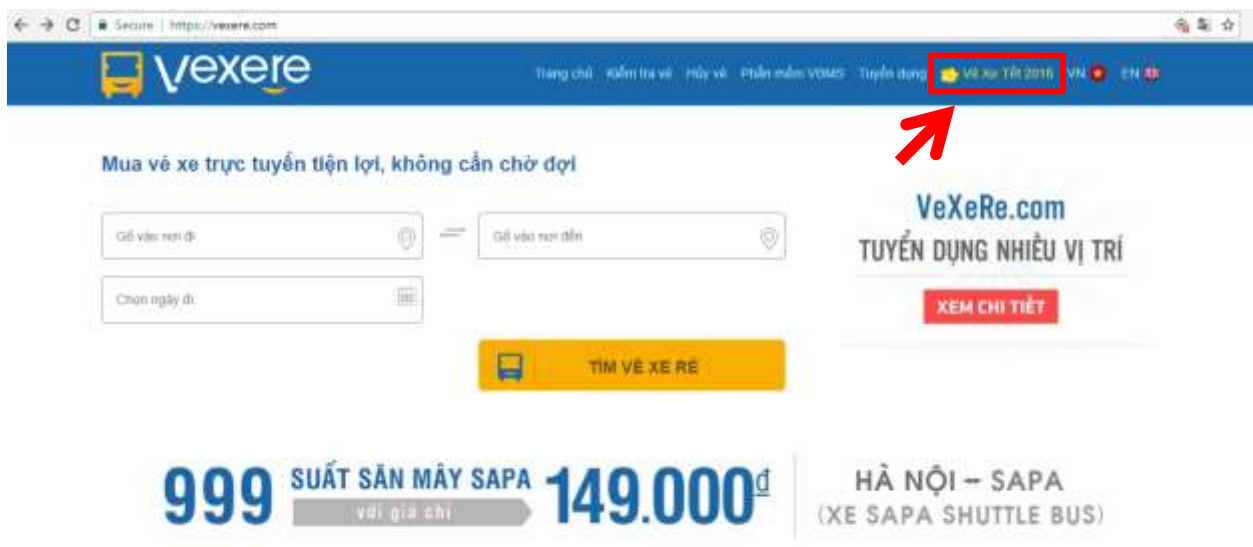 Secure | https://vexere.com
vexere
Trang chủ Kiểm tra vé Hủy vé Phần mềm VBMS Tuyển dụng Vé Xe Tết 2018 VN EN
Mua vé xe trực tuyến tiện lợi, không cần chờ đợi
Gõ vào nơi đi
Gõ vào nơi đến
Chọn ngày đi
TÌM VÉ XE RẺ
VeXeRe.com
TUYỂN DỤNG NHIỀU VỊ TRÍ
XEM CHI TIẾT
999 SUẤT SĂN MÂY SAPA 149.000đ
với giá chỉ
HÀ NỘI – SAPA
(XE SAPA SHUTTLE BUS)